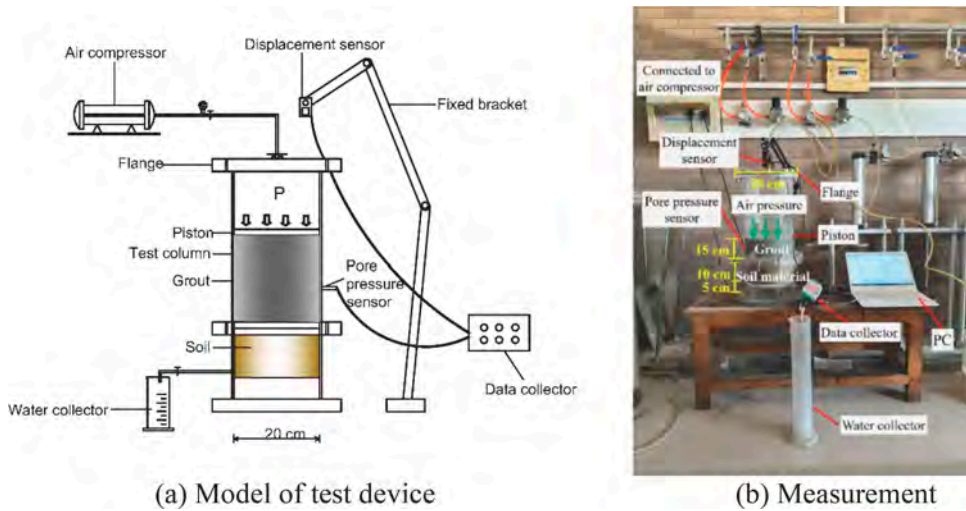 Air compressor
Displacement sensor
Fixed bracket
Flange
P
Piston
Test column
Grout
Pore
pressure
sensor
Soil
Data collector
Water collector
20 cm
(a) Model of test device
Connected to
air compressor
Displacement
sensor
Flange
20 cm
Pore pressure
sensor
Air pressure
Piston
15 cm
Grout
10 cm
Soil material
5 cm
Data collector
PC
Water collector
(b) Measurement